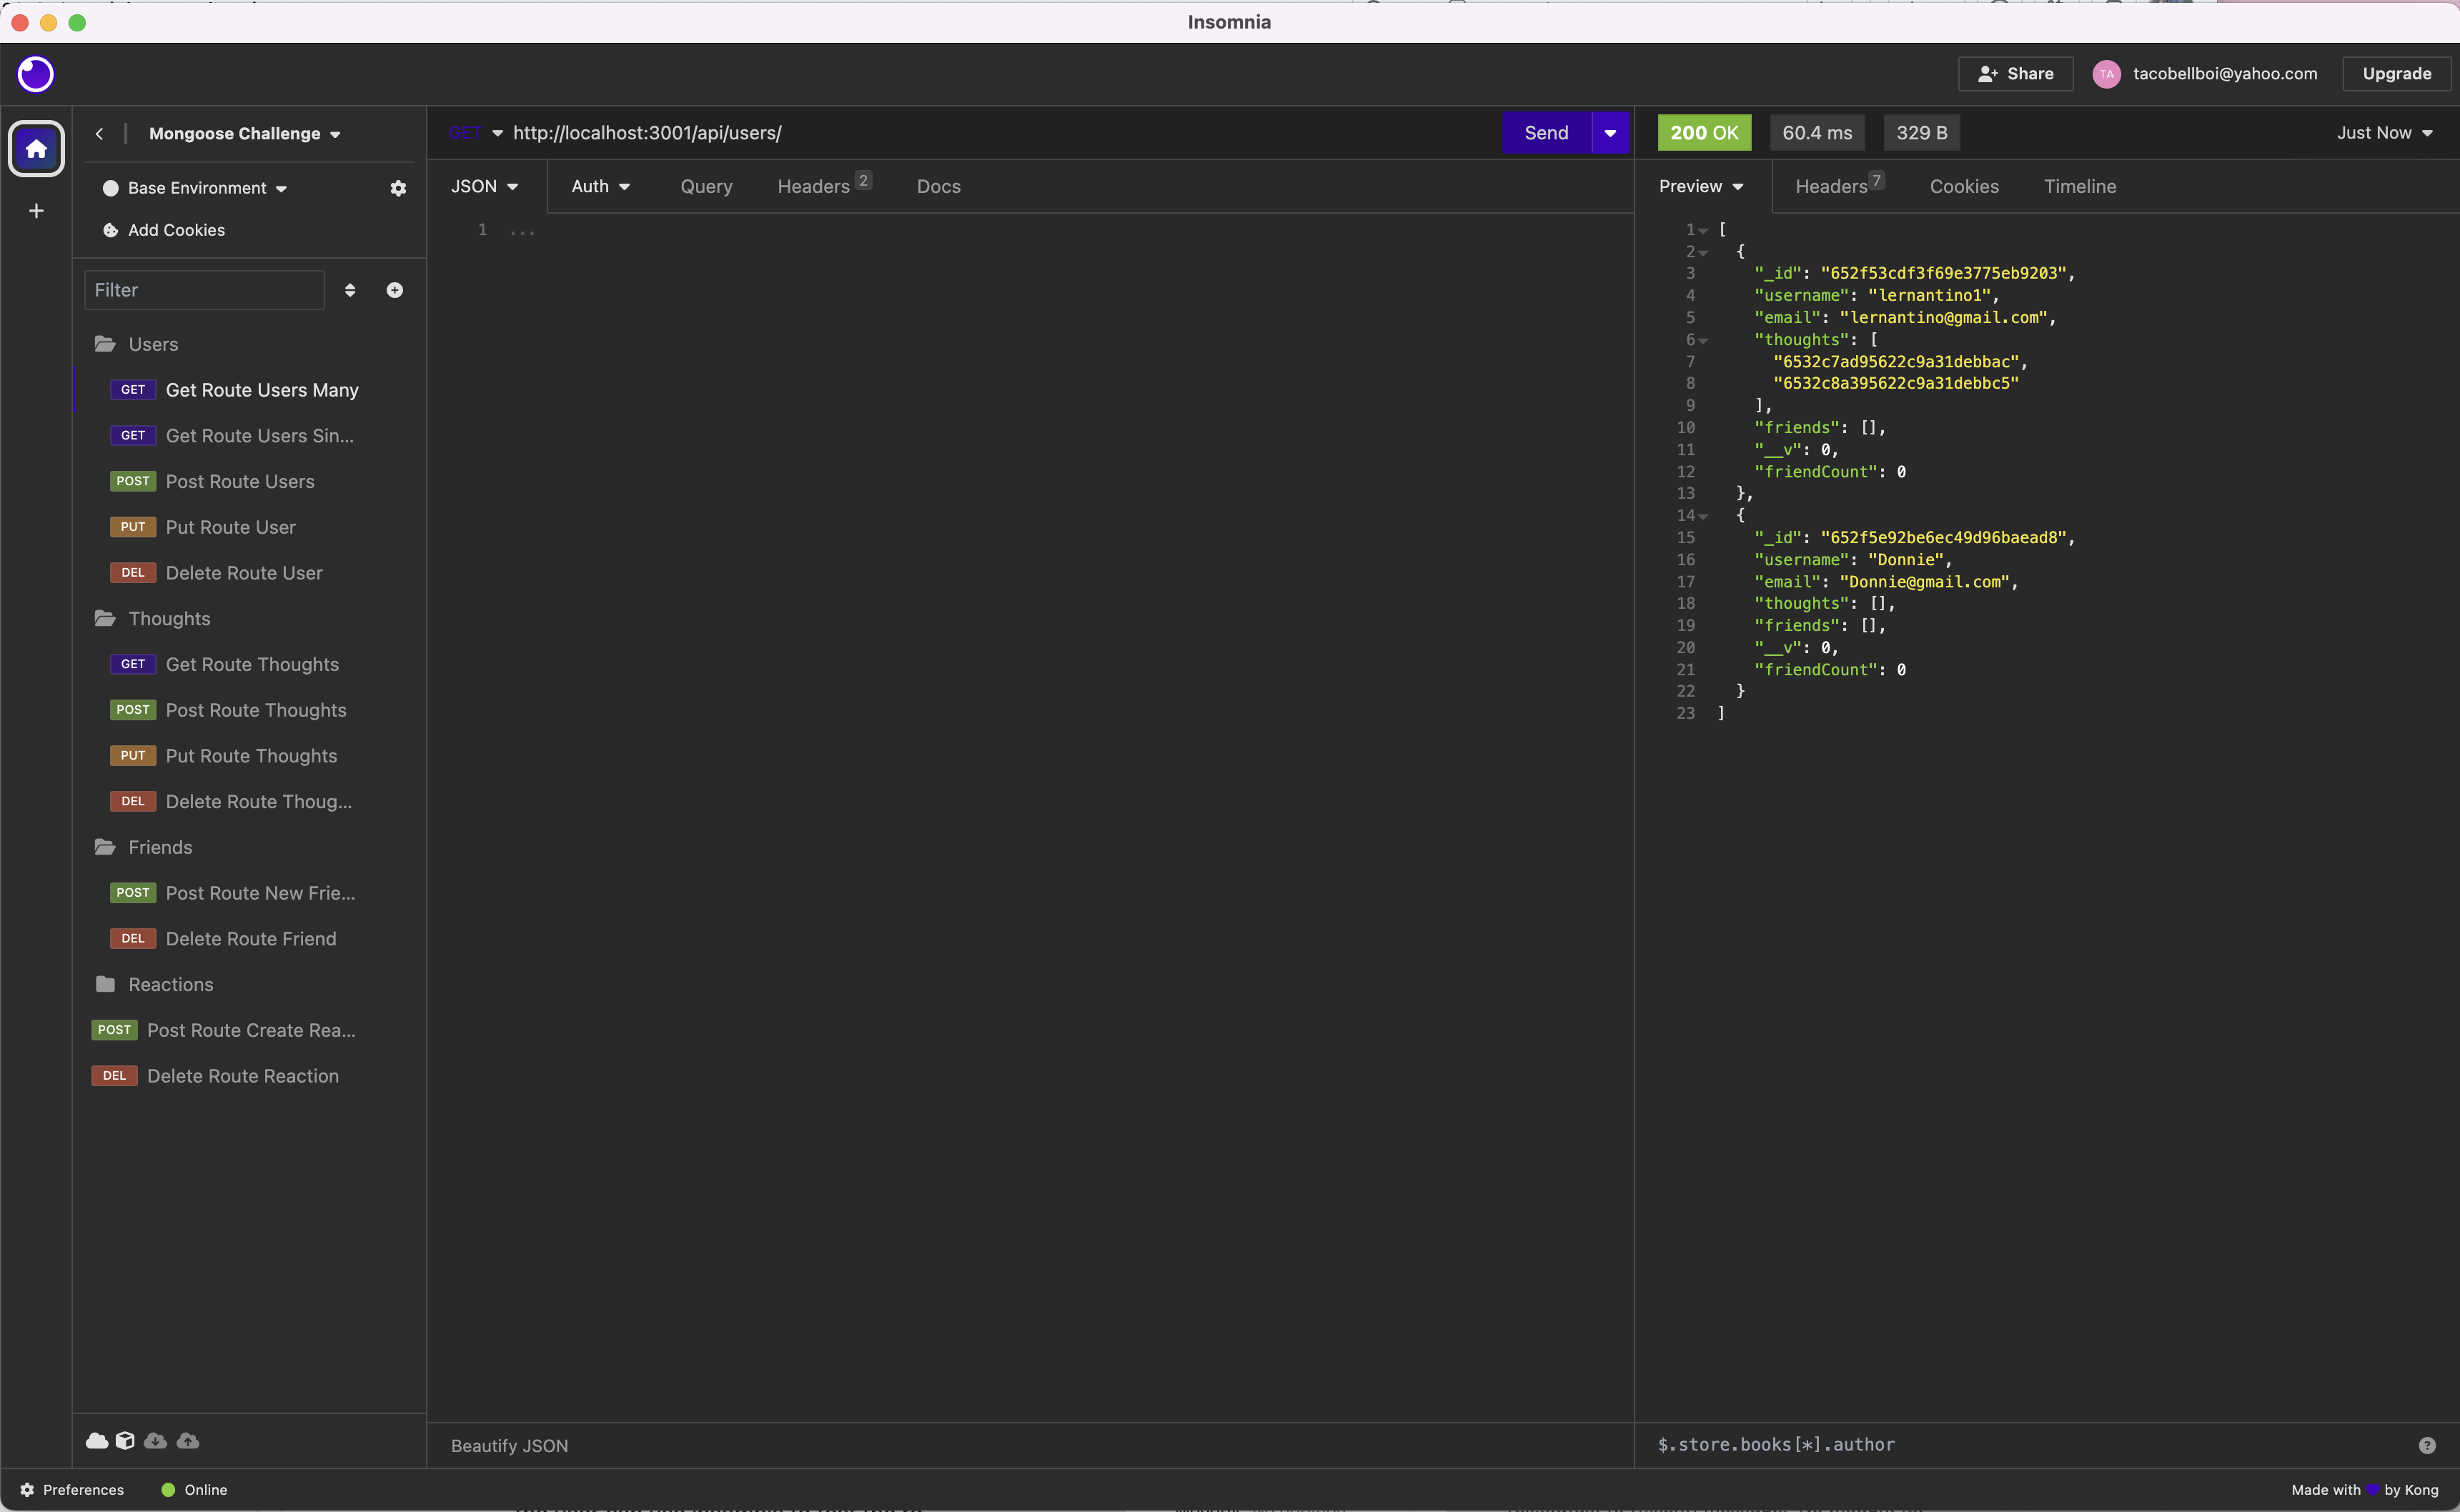 Insomnia
Share
TA
tacobellboi@yahoo.com
Upgrade
Mongoose Challenge
Base Environment
Add Cookies
Filter
Users
GET Get Route Users Many
GET Get Route Users Sin...
POST Post Route Users
PUT Put Route User
DEL Delete Route User
Thoughts
GET Get Route Thoughts
POST Post Route Thoughts
PUT Put Route Thoughts
DEL Delete Route Thoug...
Friends
POST Post Route New Frie...
DEL Delete Route Friend
Reactions
POST Post Route Create Rea...
DEL Delete Route Reaction
GET http://localhost:3001/api/users/
Send
JSON Auth Query Headers 2 Docs
1 ...
Beautify JSON
200 OK 60.4 ms 329 B Just Now
Preview Headers 7 Cookies Timeline
1 [
2 {
3 "_id": "652f53cdf3f69e3775eb9203",
4 "username": "lernantino1",
5 "email": "lernantino@gmail.com",
6 "thoughts": [
7 "6532c7ad95622c9a31debbac",
8 "6532c8a395622c9a31debbc5"
9 ],
10 "friends": [],
11 "__v": 0,
12 "friendCount": 0
13 },
14 {
15 "_id": "652f5e92be6ec49d96baead8",
16 "username": "Donnie",
17 "email": "Donnie@gmail.com",
18 "thoughts": [],
19 "friends": [],
20 "__v": 0,
21 "friendCount": 0
22 }
23 ]
$.store.books[*].author
Preferences
Online
Made with by Kong